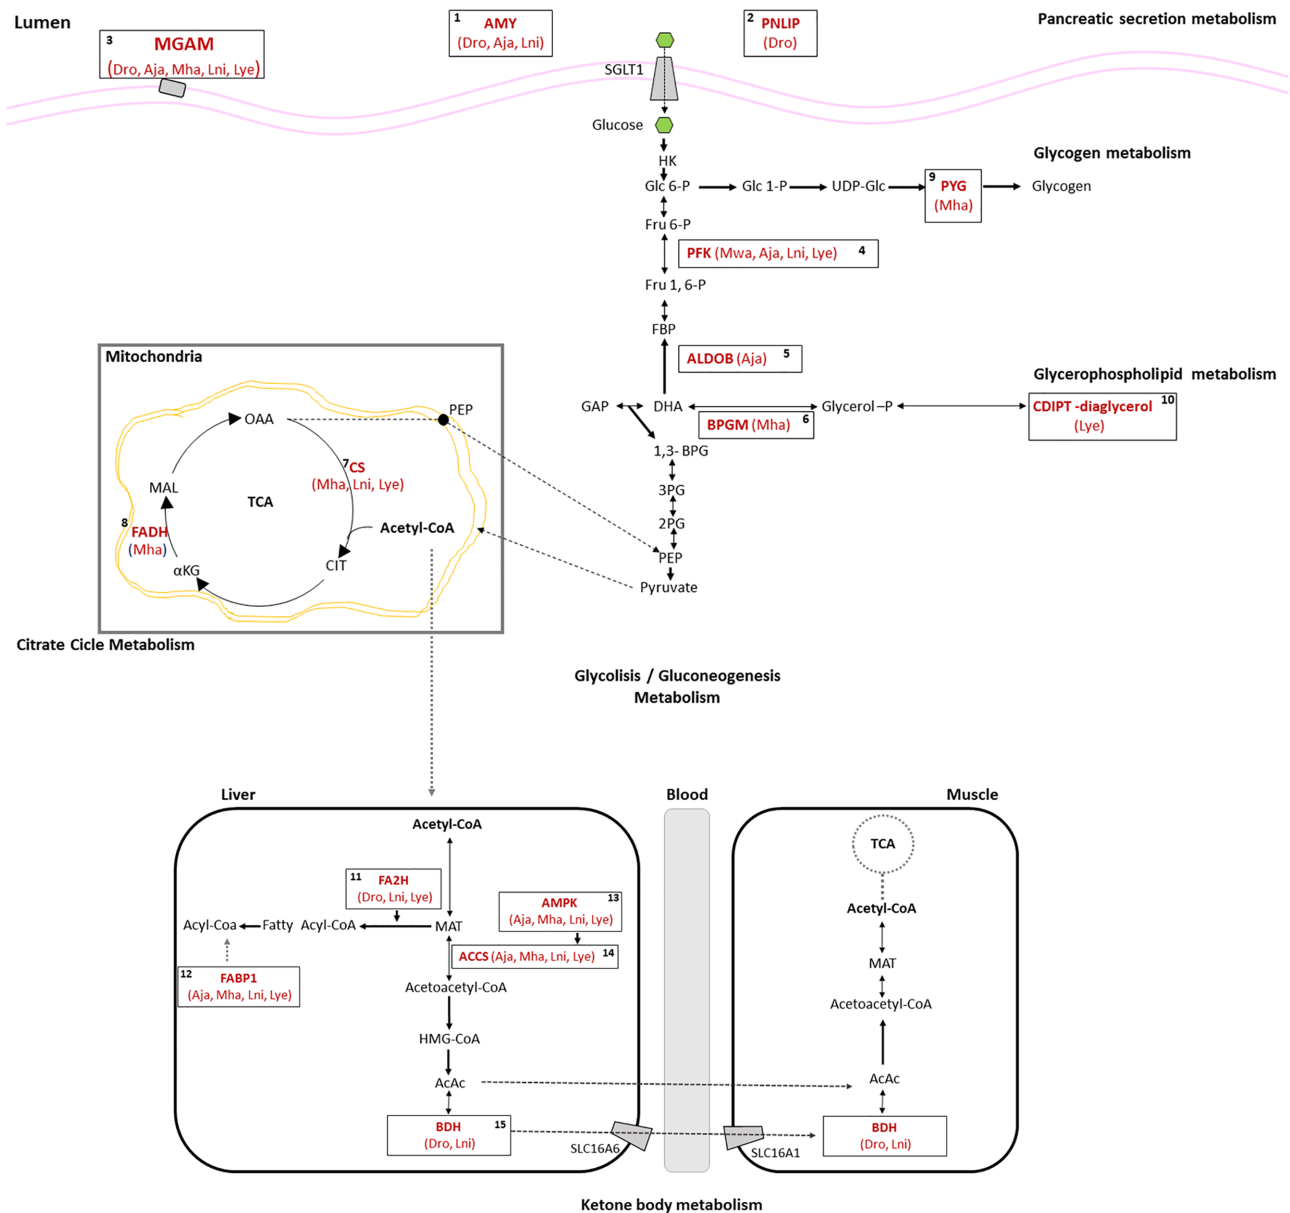 Lumen
Pancreatic secretion metabolism
1 AMY
(Dro, Aja, Lni)
2 PNLIP
(Dro)
3 MGAM
(Dro, Aja, Mha, Lni, Lye)
SGLT1
Glucose
HK
Glycogen metabolism
Glc 6-P
Glc 1-P
UDP-Glc
9 PYG
(Mha)
Glycogen
Fru 6-P
PFK (Mwa, Aja, Lni, Lye) 4
Fru 1, 6-P
FBP
ALDOB (Aja) 5
Glycerophospholipid metabolism
GAP
DHA
BPGM (Mha) 6
Glycerol –P
CDIPT -diaglycerol 10
(Lye)
1,3- BPG
3PG
2PG
PEP
Pyruvate
Mitochondria
PEP
OAA
7 CS
(Mha, Lni, Lye)
MAL
TCA
8 FADH
(Mha)
Acetyl-CoA
αKG
CIT
Citrate Cicle Metabolism
Glycolisis / Gluconeogenesis
Metabolism
Liver
Blood
Muscle
Acetyl-CoA
11 FA2H
(Dro, Lni, Lye)
AMPK 13
(Aja, Mha, Lni, Lye)
Acyl-Coa
Fatty Acyl-CoA
MAT
ACCS (Aja, Mha, Lni, Lye) 14
12 FABP1
(Aja, Mha, Lni, Lye)
Acetoacetyl-CoA
HMG-CoA
AcAc
BDH 15
(Dro, Lni)
SLC16A6
SLC16A1
TCA
Acetyl-CoA
MAT
Acetoacetyl-CoA
AcAc
BDH
(Dro, Lni)
Ketone body metabolism